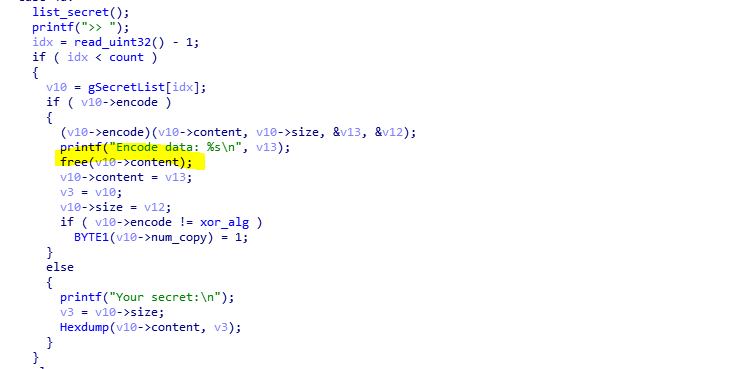 list_secret();
printf(">> ");
idx = read_uint32() - 1;
if ( idx < count )
{
v10 = gSecretList[idx];
if ( v10->encode )
{
(v10->encode)(v10->content, v10->size, &v13, &v12);
printf("Encode data: %s\n", v13);
free(v10->content);
v10->content = v13;
v3 = v10;
v10->size = v12;
if ( v10->encode != xor_alg )
BYTE1(v10->num_copy) = 1;
}
else
{
printf("Your secret:\n");
v3 = v10->size;
Hexdump(v10->content, v3);
}
}